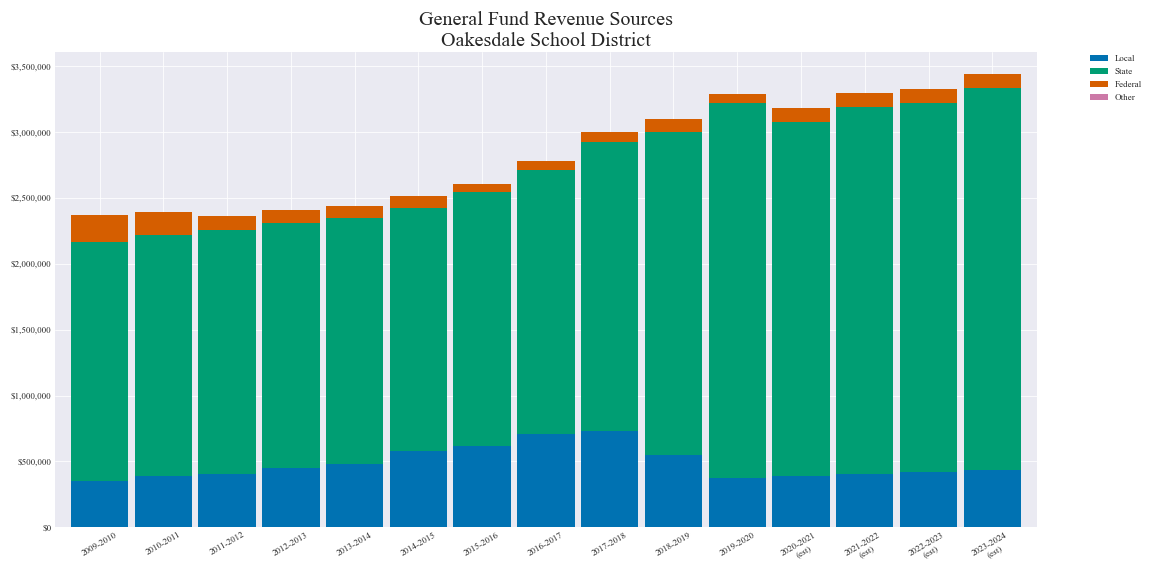 General Fund Revenue Sources
Oakesdale School District
Local
State
Federal
Other
$3,500,000
$3,000,000
$2,500,000
$2,000,000
$1,500,000
$1,000,000
$500,000
$0
2009-2010
2010-2011
2011-2012
2012-2013
2013-2014
2014-2015
2015-2016
2016-2017
2017-2018
2018-2019
2019-2020
2020-2021
(est)
2021-2022
(est)
2022-2023
(est)
2023-2024
(est)